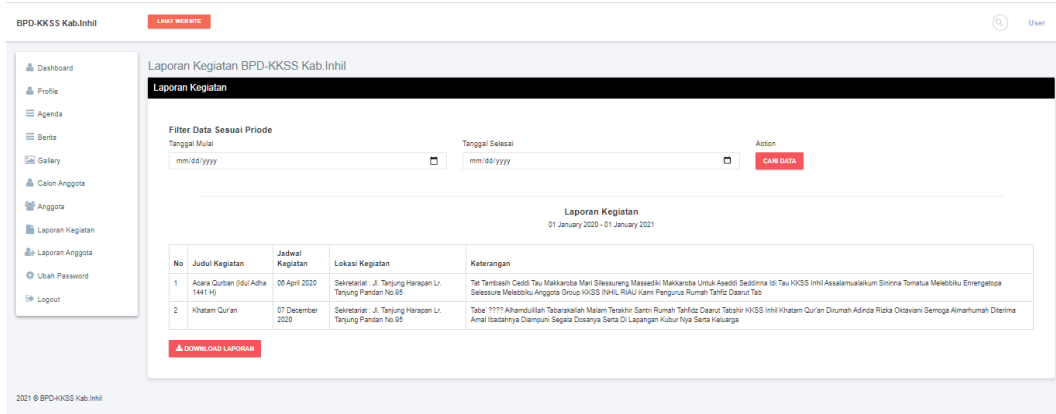 BPD-KKSS Kab.Inhil
LIHAT WEBSITE
User
Dashboard
Profile
Agenda
Berita
Gallery
Calon Anggota
Anggota
Laporan Kegiatan
Laporan Anggota
Ubah Password
Logout
Laporan Kegiatan BPD-KKSS Kab.Inhil
Laporan Kegiatan
Filter Data Sesuai Priode
Tanggal Mulai Tanggal Selesai Action
mm/dd/yyyy mm/dd/yyyy CARI DATA
Laporan Kegiatan
01 January 2020 - 01 January 2021
No Judul Kegiatan Jadwal Kegiatan Lokasi Kegiatan Keterangan
1 Acara Qurban (Idul Adha 1441 H) 06 April 2020 Sekretariat : Jl. Tanjung Harapan Lr. Tanjung Pandan No.95 Tat Tambasih Ceddi Tau Makkaroba Mari Silessureng Massediki Makkaroba Untuk Aseddi Seddinna Idi Tau KKSS Inhil Assalamualaikum Sininna Tomatua Melebbiku Enrengetopa
Selessure Melebbiku Anggota Group KKSS INHIL RIAU Kami Pengurus Rumah Tahfiz Daarut Tab
2 Khatam Qur'an 07 December 2020 Sekretariat : Jl. Tanjung Harapan Lr. Tanjung Pandan No.95 Tabe' ???? Alhamdulillah Tabarakallah Malam Terakhir Santri Rumah Tahfidz Daarut Tabshir KKSS Inhil Khatam Qur'an Dirumah Adinda Rizka Oktaviani Semoga Almarhumah Diterima
Amal Ibadahnya Diampuni Segala Dosanya Serta Di Lapangan Kubur Nya Serta Keluarga
DOWNLOAD LAPORAN
2021 © BPD-KKSS Kab.Inhil